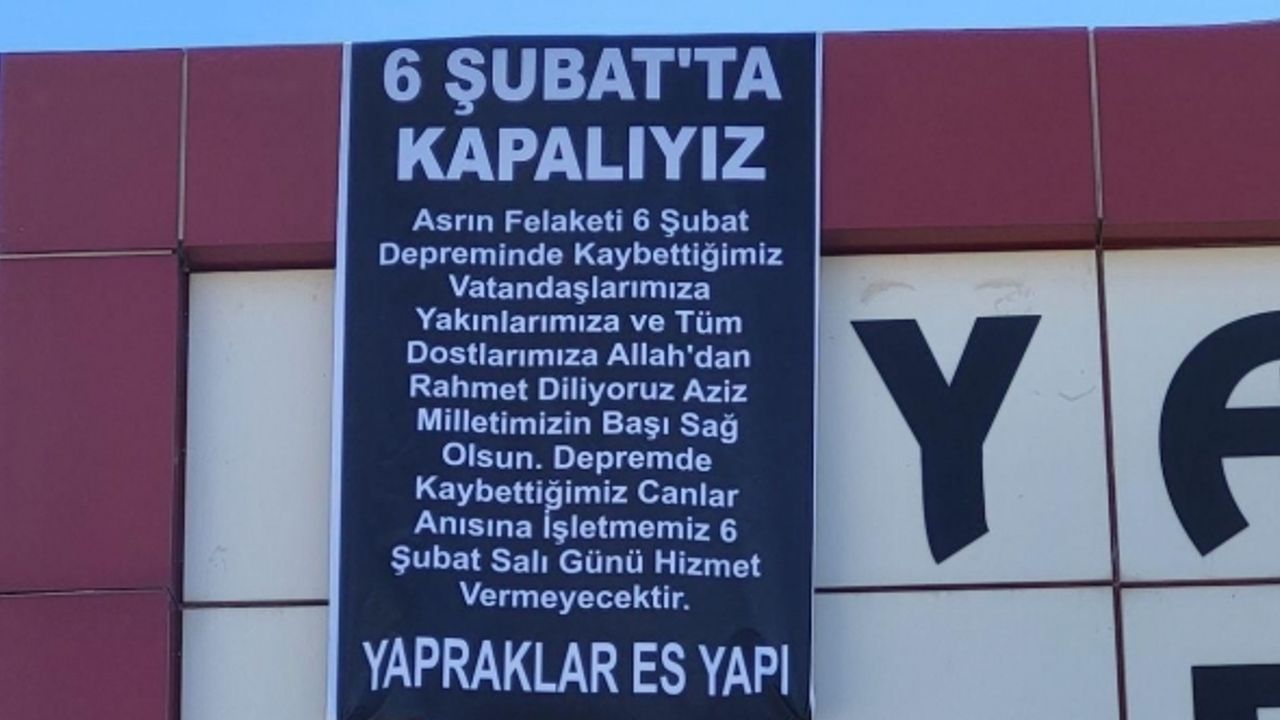 6 ŞUBAT'TA
KAPALIYIZ
Asrın Felaketi 6 Şubat
Depreminde Kaybettiğimiz
Vatandaşlarımıza
Yakınlarımıza ve Tüm
Dostlarımıza Allah'dan
Rahmet Diliyoruz Aziz
Milletimizin Başı Sağ
Olsun. Depremde
Kaybettiğimiz Canlar
Anısına İşletmemiz 6
Şubat Salı Günü Hizmet
Vermeyecektir.
YAPRAKLAR ES YAPI
YA